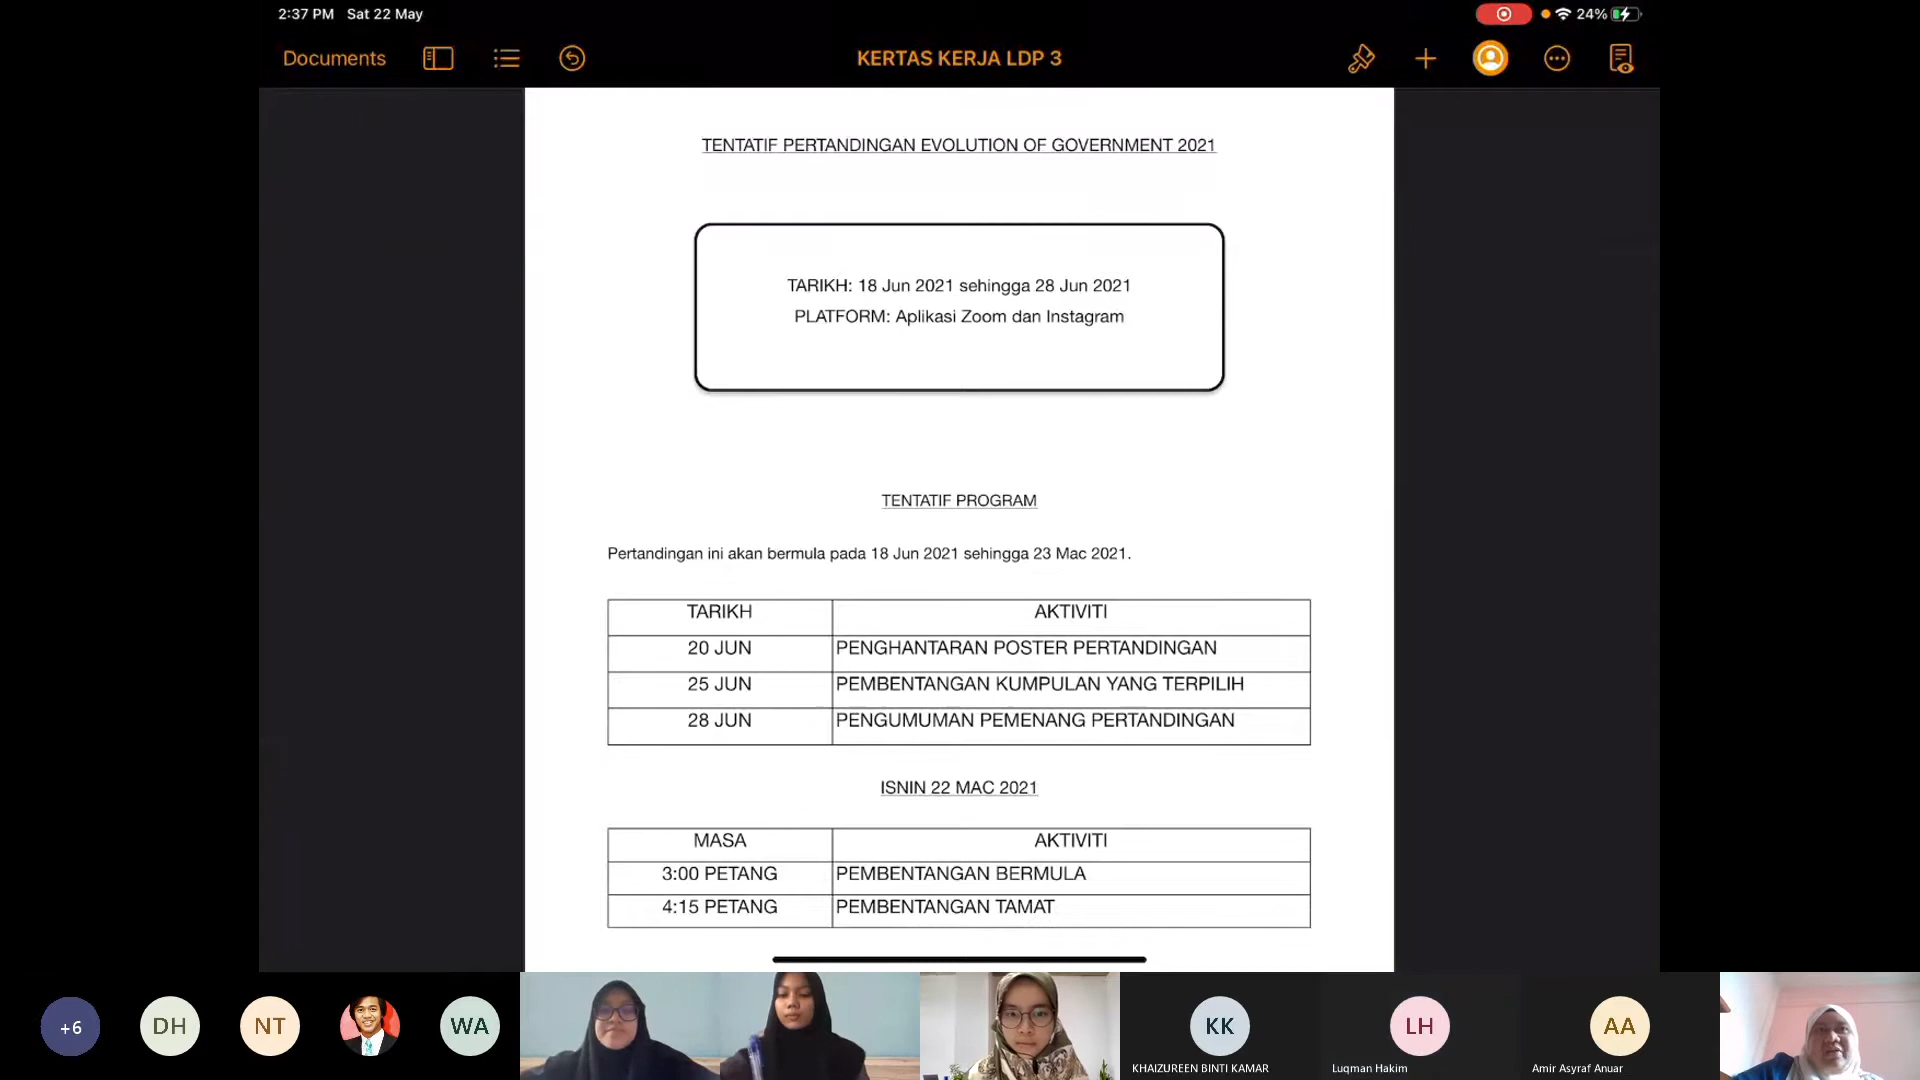 2:37 PM Sat 22 May
24%
Documents
KERTAS KERJA LDP 3
TENTATIF PERTANDINGAN EVOLUTION OF GOVERNMENT 2021
TARIKH: 18 Jun 2021 sehingga 28 Jun 2021
PLATFORM: Aplikasi Zoom dan Instagram
TENTATIF PROGRAM
Pertandingan ini akan bermula pada 18 Jun 2021 sehingga 23 Mac 2021.
TARIKH AKTIVITI
20 JUN PENGHANTARAN POSTER PERTANDINGAN
25 JUN PEMBENTANGAN KUMPULAN YANG TERPILIH
28 JUN PENGUMUMAN PEMENANG PERTANDINGAN
ISNIN 22 MAC 2021
MASA AKTIVITI
3:00 PETANG PEMBENTANGAN BERMULA
4:15 PETANG PEMBENTANGAN TAMAT
+6 DH NT WA KK LH AA
KHAIZUREEN BINTI KAMAR Luqman Hakim Amir Asyraf Anuar